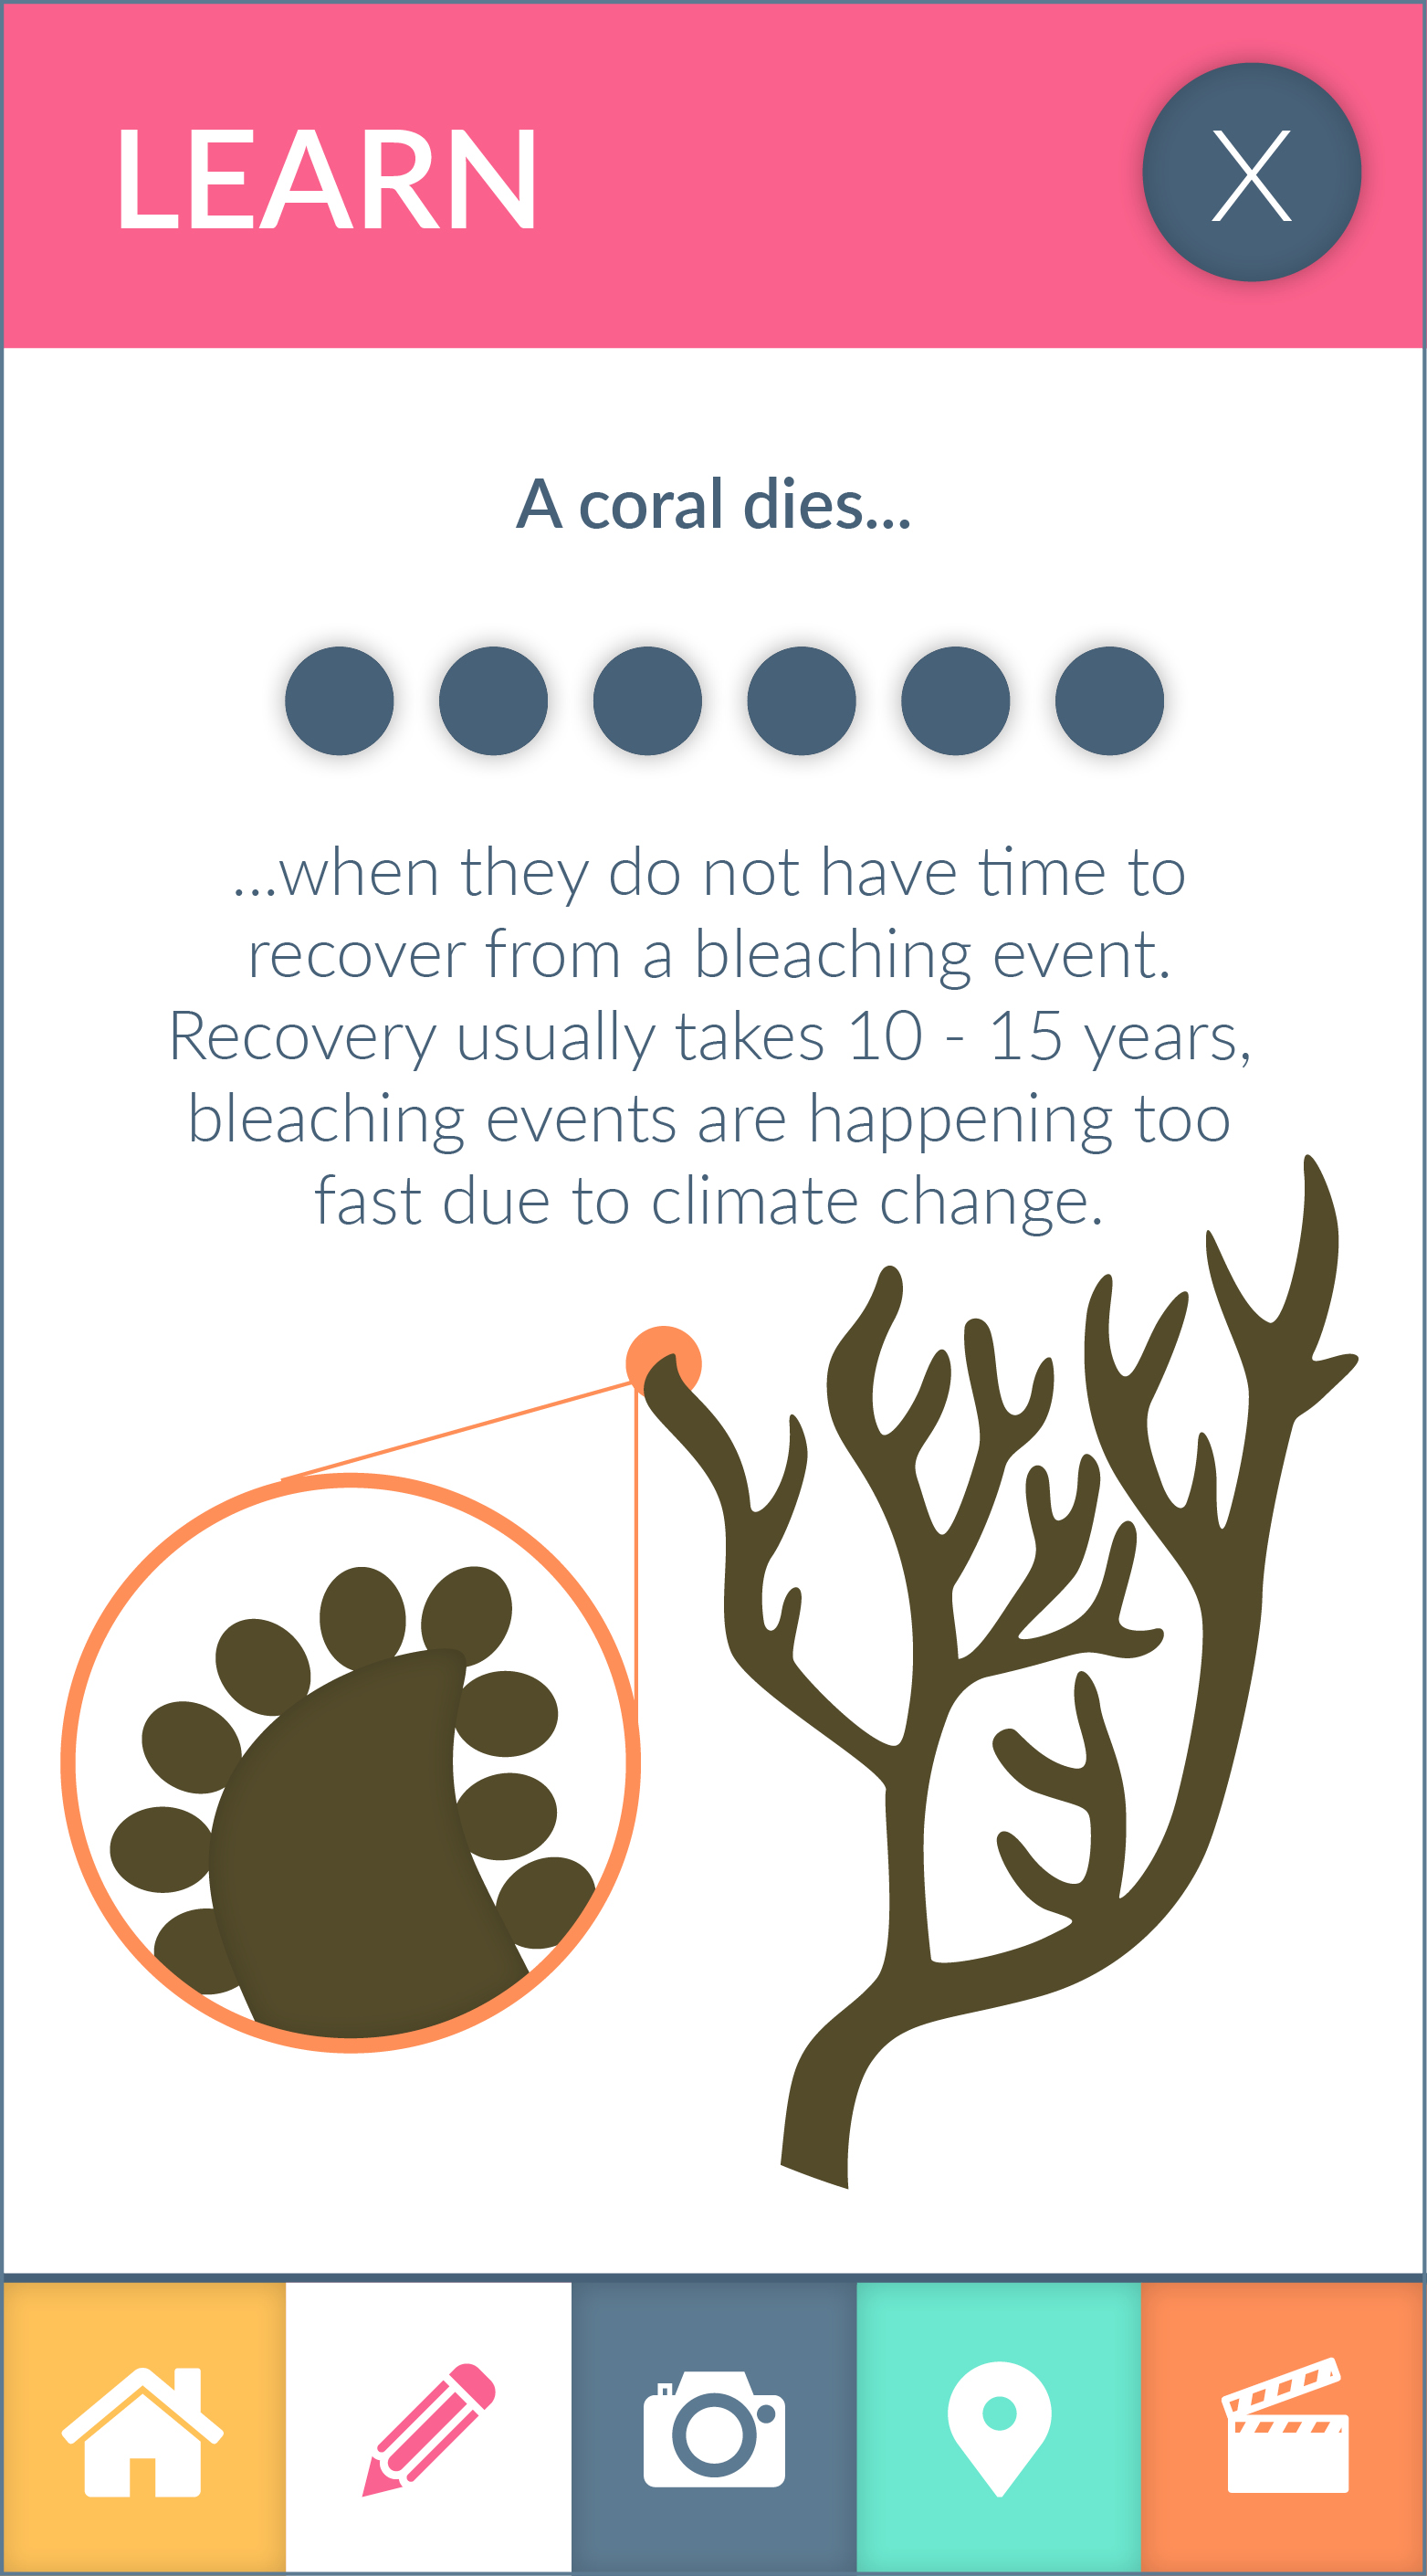 LEARN
X
A coral dies...
...when they do not have time to
recover from a bleaching event.
Recovery usually takes 10 - 15 years,
bleaching events are happening too
fast due to climate change.